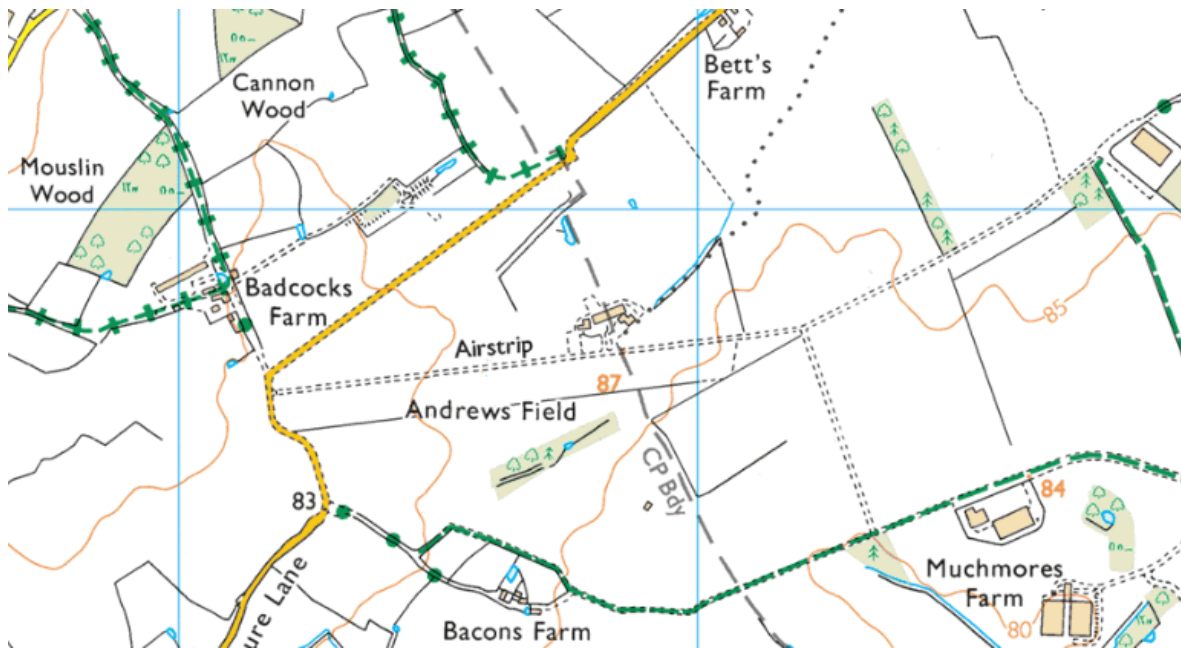 Bett's
Farm
Cannon
Wood
Mouslin
Wood
Badcocks
Farm
85
Airstrip
87
Andrews Field
CP Bdy
83
84
Muchmores
Farm
80
ure Lane
Bacons Farm